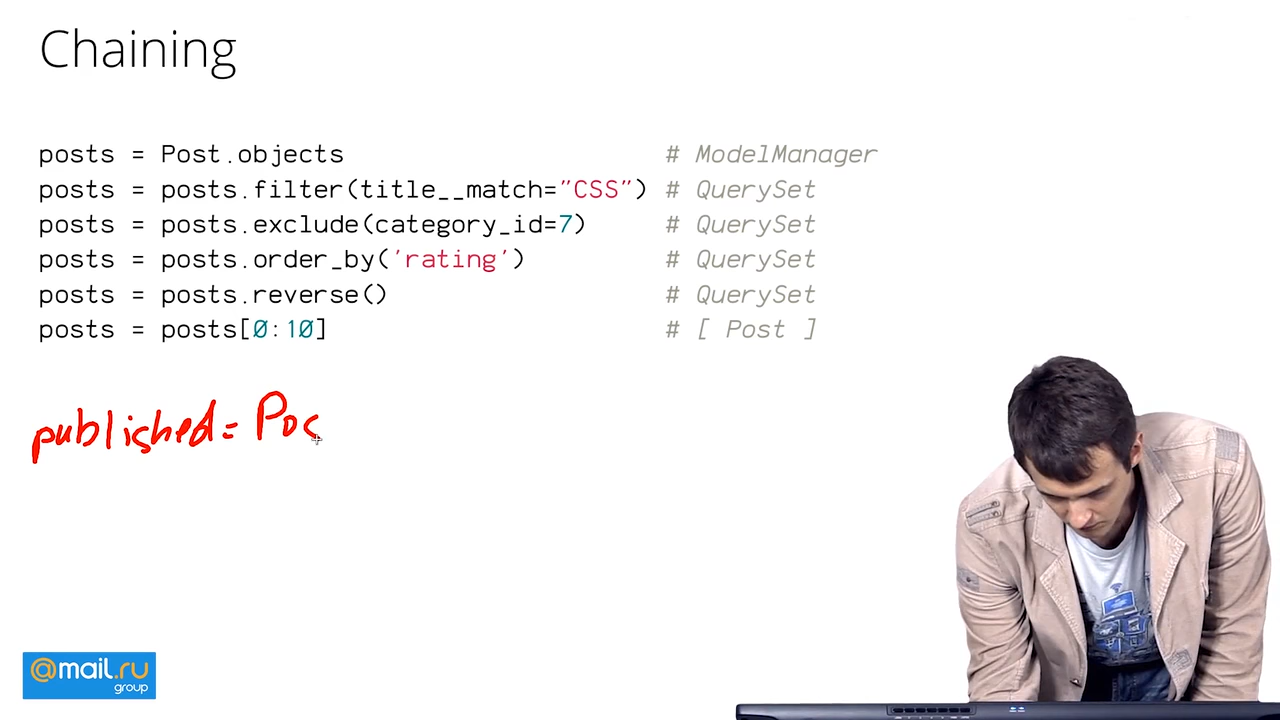 Chaining
posts = Post.objects # ModelManager
posts = posts.filter(title__match="CSS") # QuerySet
posts = posts.exclude(category_id=7) # QuerySet
posts = posts.order_by('rating') # QuerySet
posts = posts.reverse() # QuerySet
posts = posts[0:10] # [ Post ]
published = Pos
@mail.ru
group